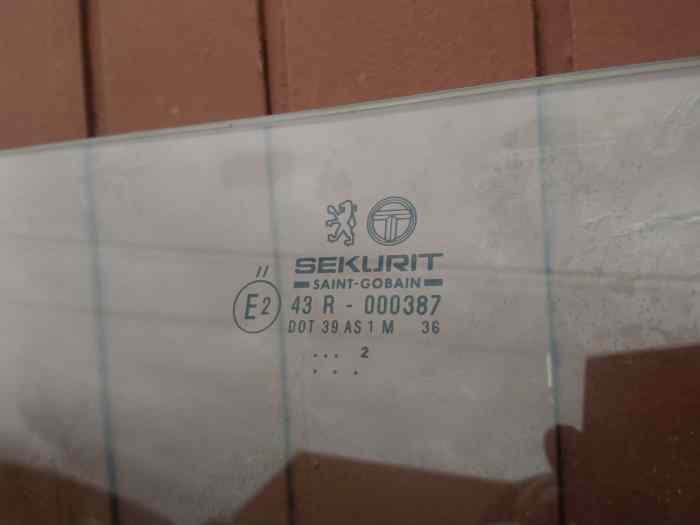 SEKURIT
SAINT-GOBAIN
E2 43 R - 000387
DOT 39 AS 1 M 36
... 2
. . .